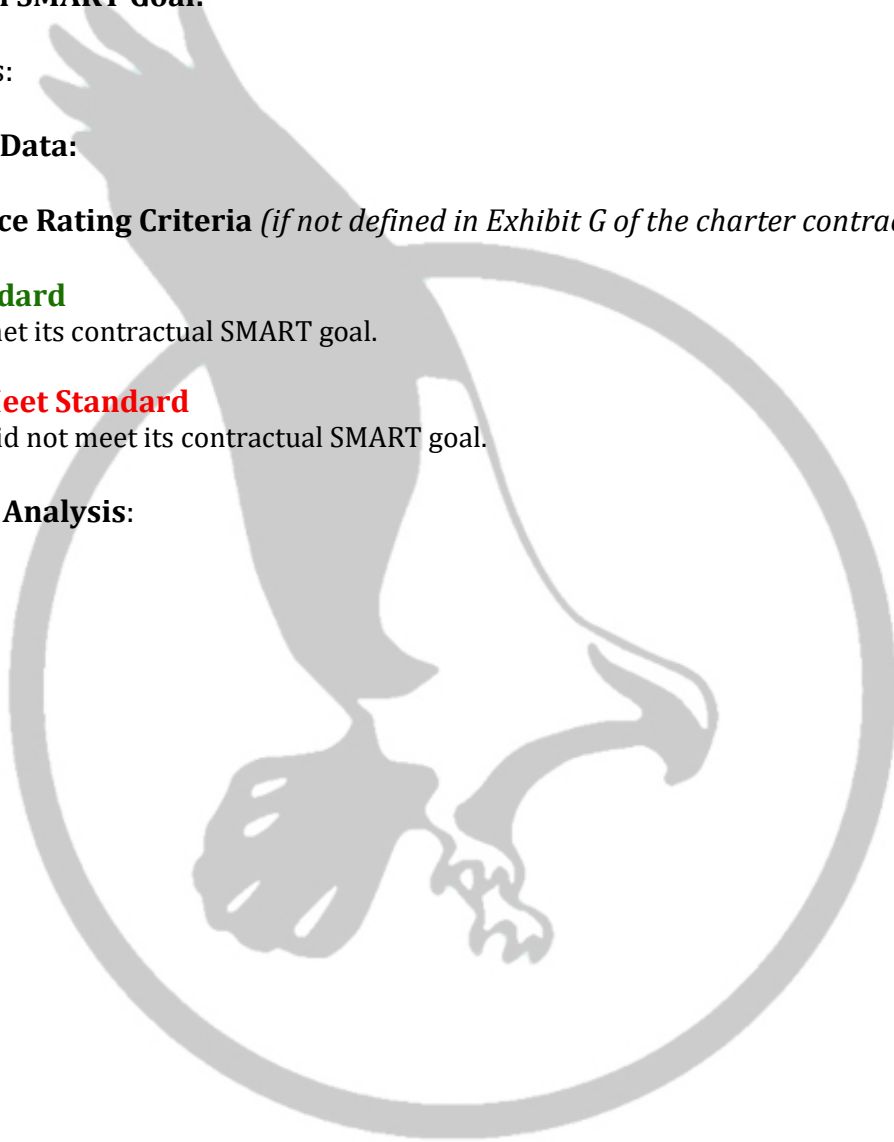 SMART Goal:
s:
Data:
ce Rating Criteria (if not defined in Exhibit G of the charter contrac
dard
net its contractual SMART goal.
eet Standard
id not meet its contractual SMART goal.
Analysis: